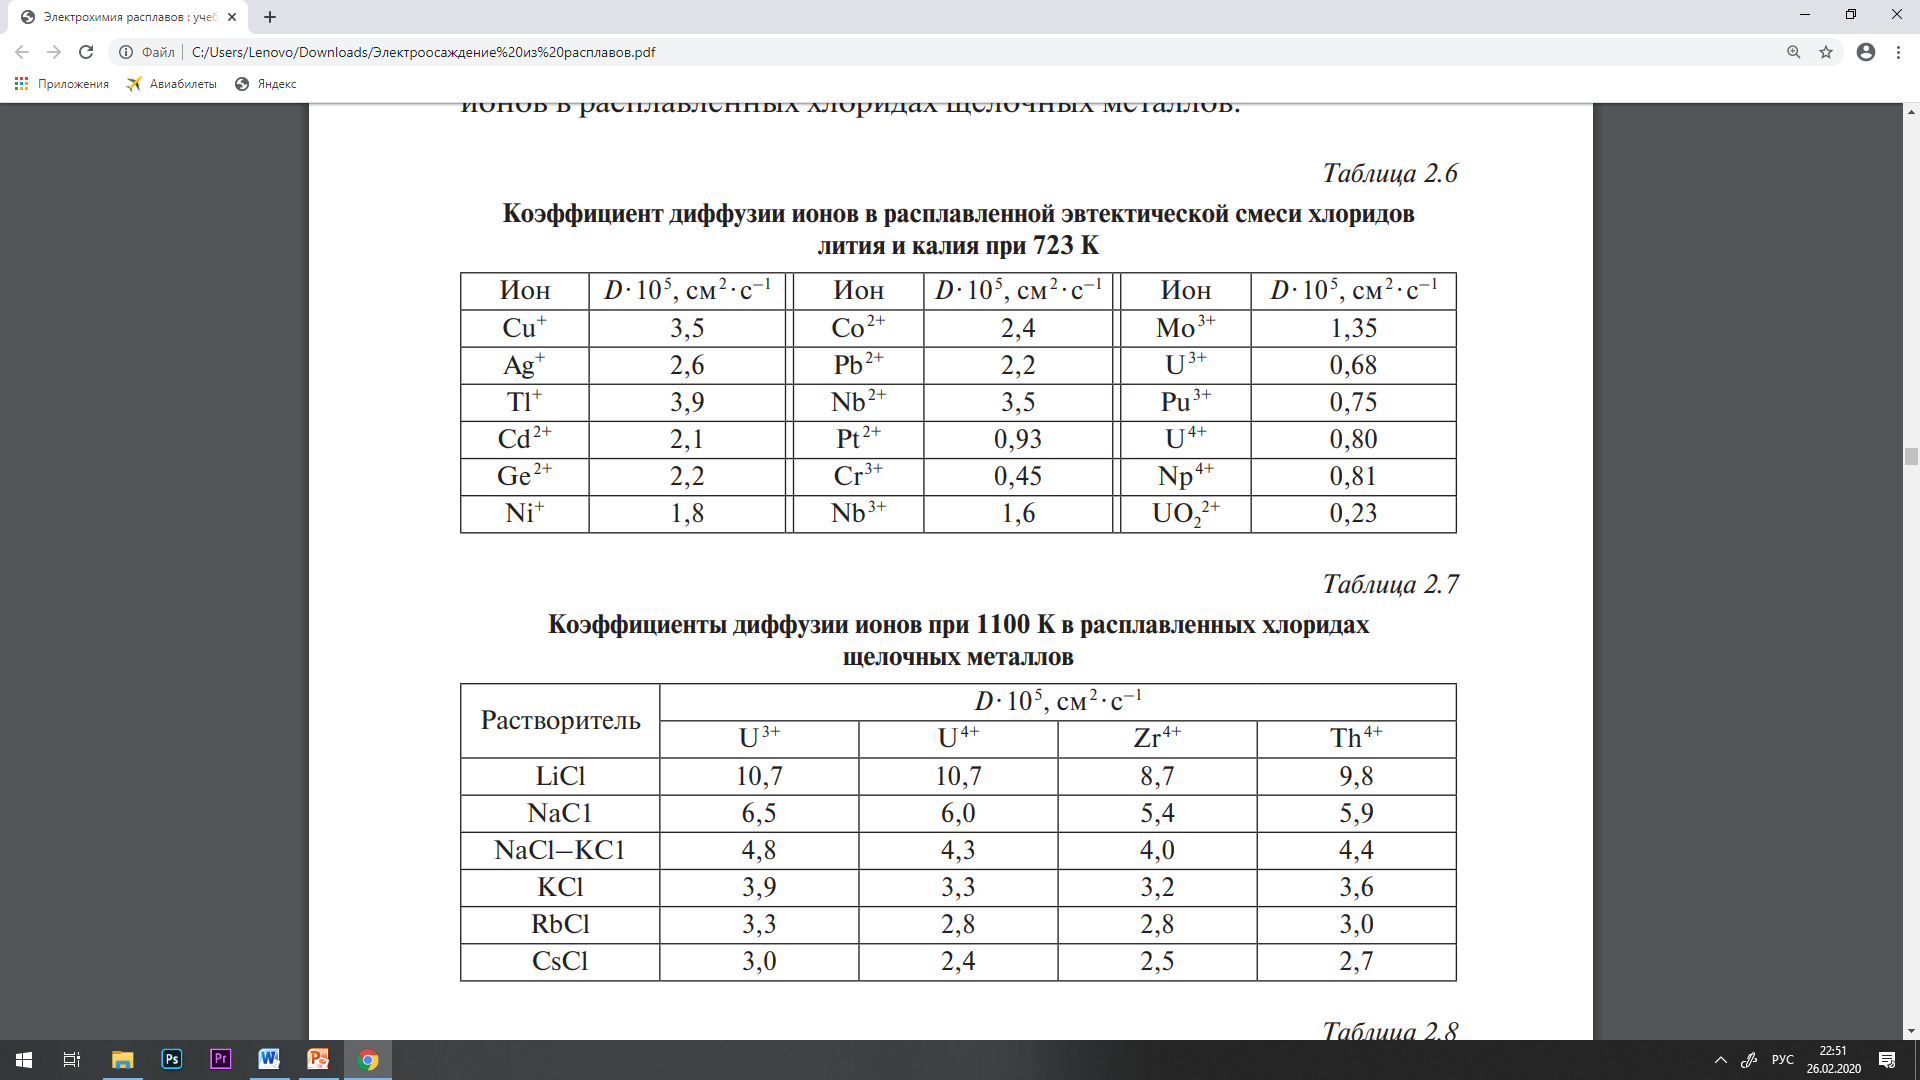 Электрохимия расплавов : учеб
Файл C:/Users/Lenovo/Downloads/Электроосаждение%20из%20расплавов.pdf
Приложения Авиабилеты Яндекс
ионов в расплавленных хлоридах щелочных металлов.
Таблица 2.6
Коэффициент диффузии ионов в расплавленной эвтектической смеси хлоридов
лития и калия при 723 К
Ион D·10⁵, см²·с⁻¹ Ион D·10⁵, см²·с⁻¹ Ион D·10⁵, см²·с⁻¹
Cu⁺ 3,5 Co²⁺ 2,4 Mo³⁺ 1,35
Ag⁺ 2,6 Pb²⁺ 2,2 U³⁺ 0,68
Tl⁺ 3,9 Nb²⁺ 3,5 Pu³⁺ 0,75
Cd²⁺ 2,1 Pt²⁺ 0,93 U⁴⁺ 0,80
Ge²⁺ 2,2 Cr³⁺ 0,45 Np⁴⁺ 0,81
Ni⁺ 1,8 Nb³⁺ 1,6 UO₂²⁺ 0,23
Таблица 2.7
Коэффициенты диффузии ионов при 1100 К в расплавленных хлоридах
щелочных металлов
Растворитель D·10⁵, см²·с⁻¹
U³⁺ U⁴⁺ Zr⁴⁺ Th⁴⁺
LiCl 10,7 10,7 8,7 9,8
NaC1 6,5 6,0 5,4 5,9
NaCl–KC1 4,8 4,3 4,0 4,4
KCl 3,9 3,3 3,2 3,6
RbCl 3,3 2,8 2,8 3,0
CsCl 3,0 2,4 2,5 2,7
Таблица 2.8
Ps Pr W P РУС 22:51
26.02.2020